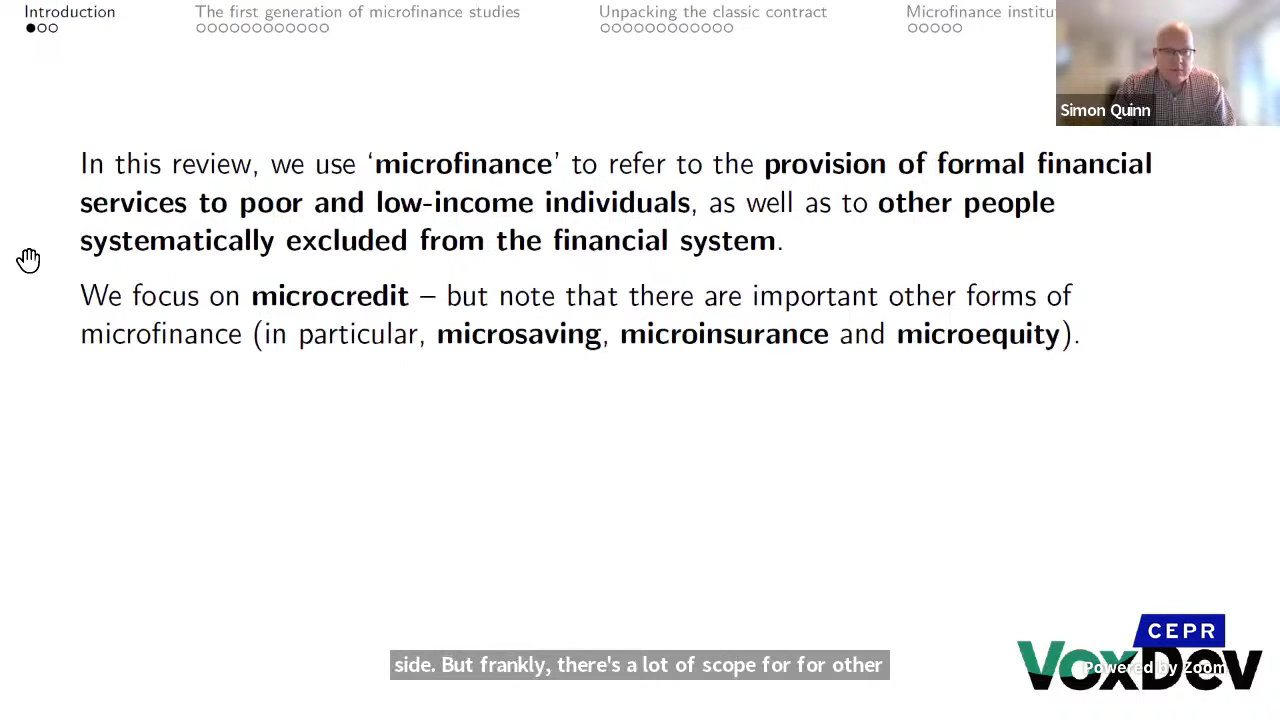 Introduction
The first generation of microfinance studies
Unpacking the classic contract
Microfinance institu
Simon Quinn
In this review, we use ‘microfinance’ to refer to the provision of formal financial
services to poor and low-income individuals, as well as to other people
systematically excluded from the financial system.
We focus on microcredit – but note that there are important other forms of
microfinance (in particular, microsaving, microinsurance and microequity).
CEPR
VoxDev
Powered by Zoom
side. But frankly, there's a lot of scope for for other